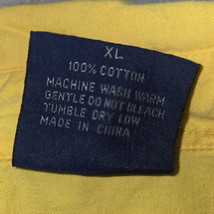 XL
100% COTTON
MACHINE WASH WARM
GENTLE DO NOT BLEACH
TUMBLE DRY LOW
MADE IN CHINA